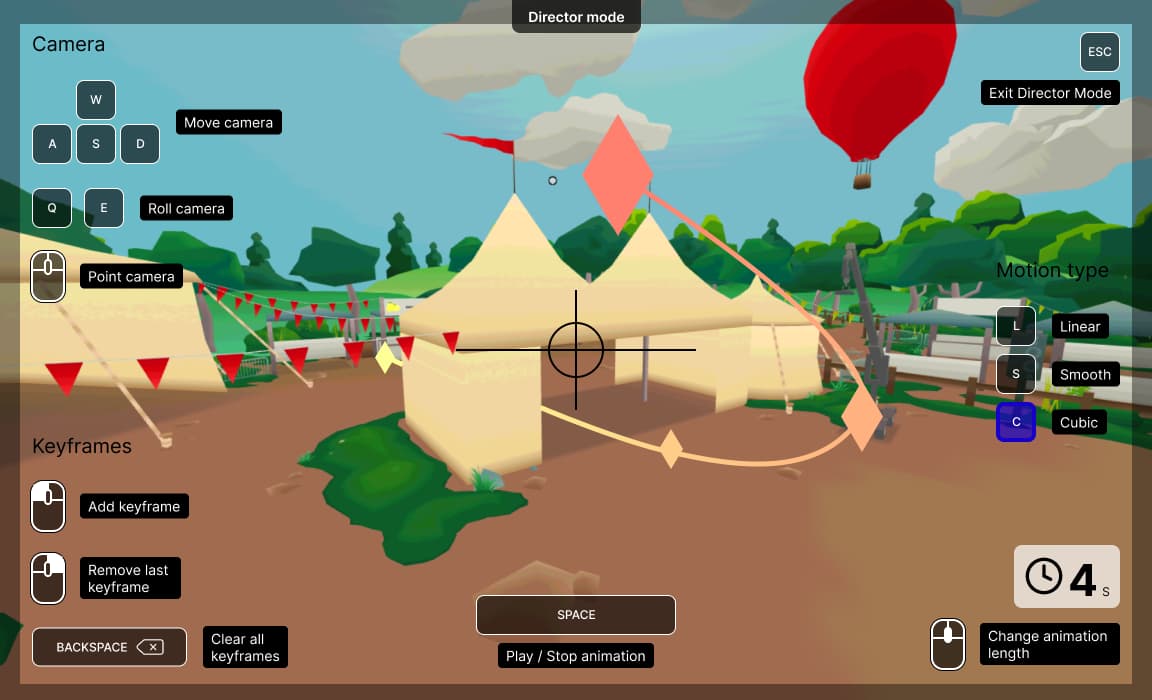 Director mode
Camera
ESC
Exit Director Mode
W
A
S
D
Move camera
Q
E
Roll camera
Point camera
Motion type
L
Linear
S
Smooth
C
Cubic
Keyframes
Add keyframe
Remove last
keyframe
BACKSPACE
Clear all
keyframes
SPACE
Play / Stop animation
4 s
Change animation
length